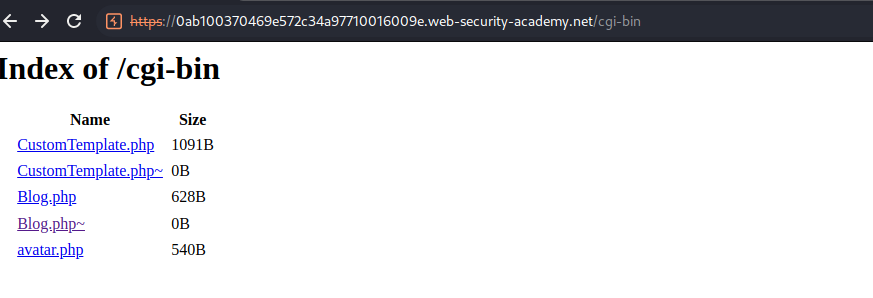 https://0ab100370469e572c34a97710016009e.web-security-academy.net/cgi-bin
Index of /cgi-bin
Name Size
CustomTemplate.php 1091B
CustomTemplate.php~ 0B
Blog.php 628B
Blog.php~ 0B
avatar.php 540B